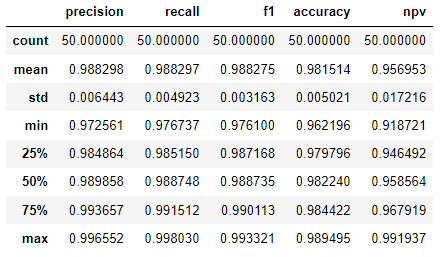 precision recall f1 accuracy npv
count 50.000000 50.000000 50.000000 50.000000 50.000000
mean 0.988298 0.988297 0.988275 0.981514 0.956953
std 0.006443 0.004923 0.003163 0.005021 0.017216
min 0.972561 0.976737 0.976100 0.962196 0.918721
25% 0.984864 0.985150 0.987168 0.979796 0.946492
50% 0.989858 0.988748 0.988735 0.982240 0.958564
75% 0.993657 0.991512 0.990113 0.984422 0.967919
max 0.996552 0.998030 0.993321 0.989495 0.991937